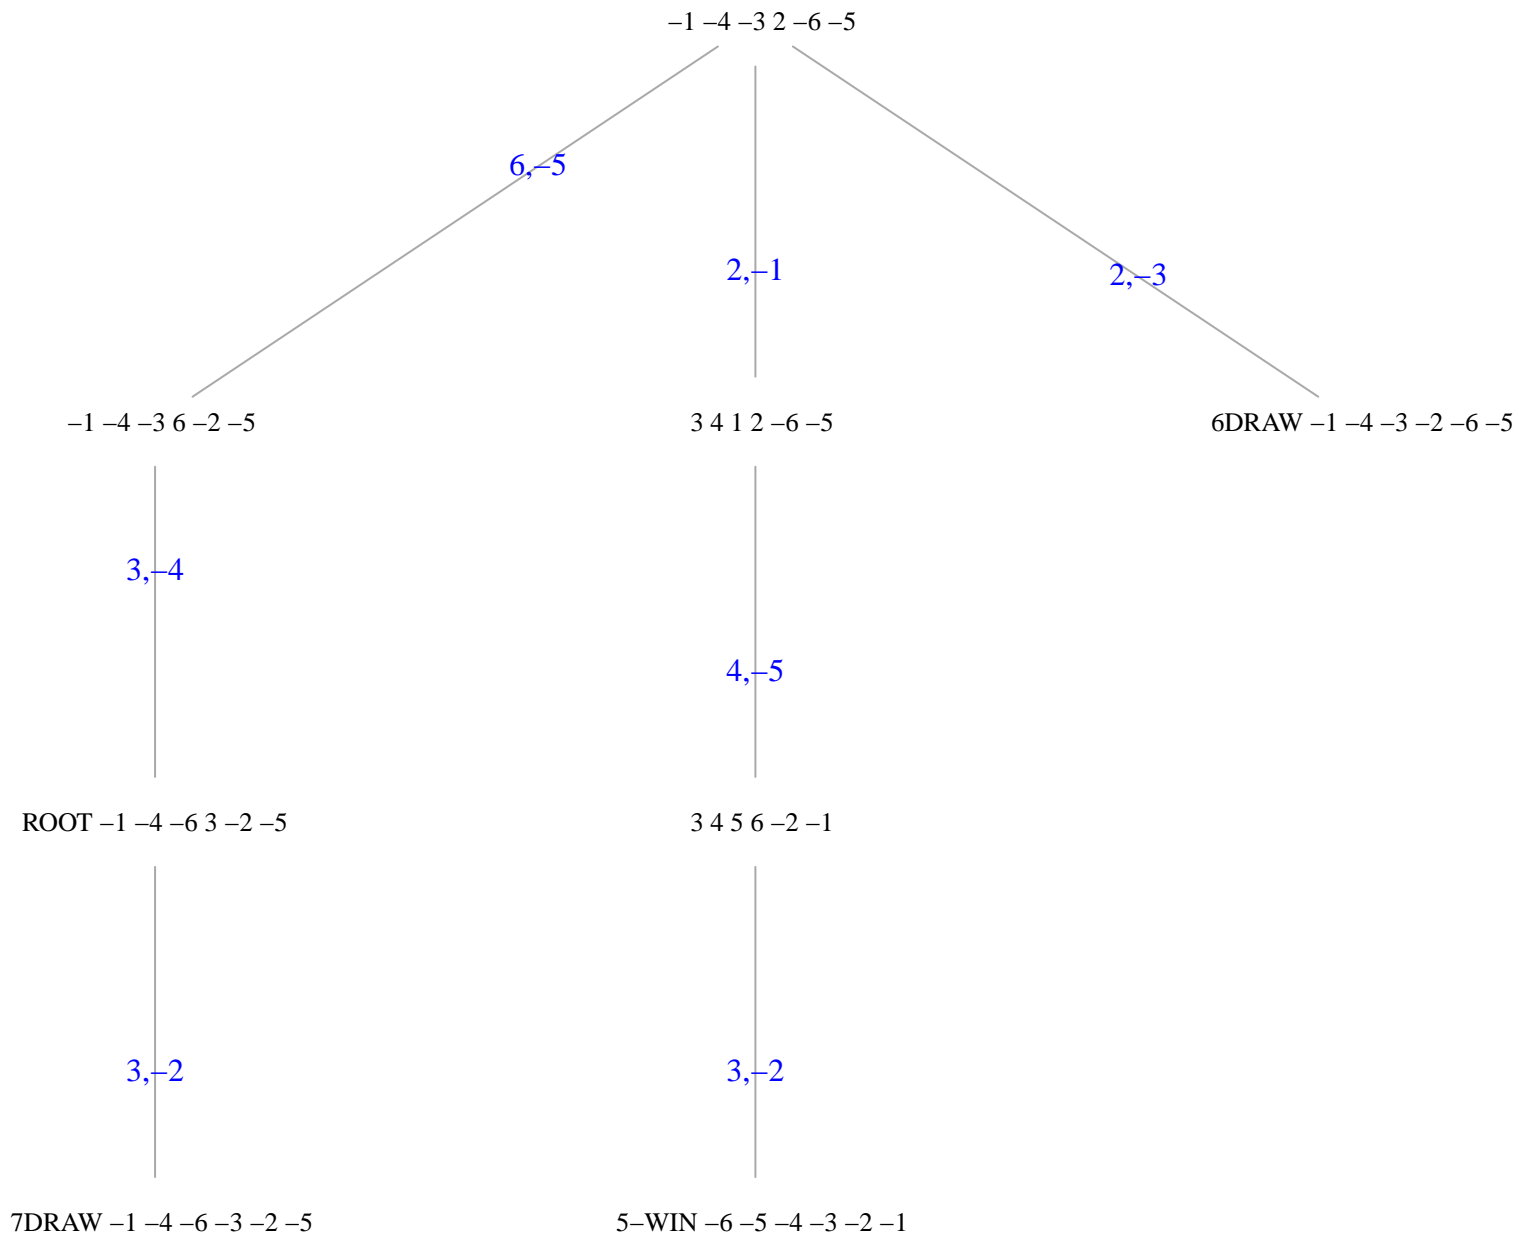 –1 –4 –3 2 –6 –5
6,–5
2,–1
2,–3
–1 –4 –3 6 –2 –5
3 4 1 2 –6 –5
6DRAW –1 –4 –3 –2 –6 –5
3,–4
4,–5
ROOT –1 –4 –6 3 –2 –5
3 4 5 6 –2 –1
3,–2
3,–2
7DRAW –1 –4 –6 –3 –2 –5
5–WIN –6 –5 –4 –3 –2 –1